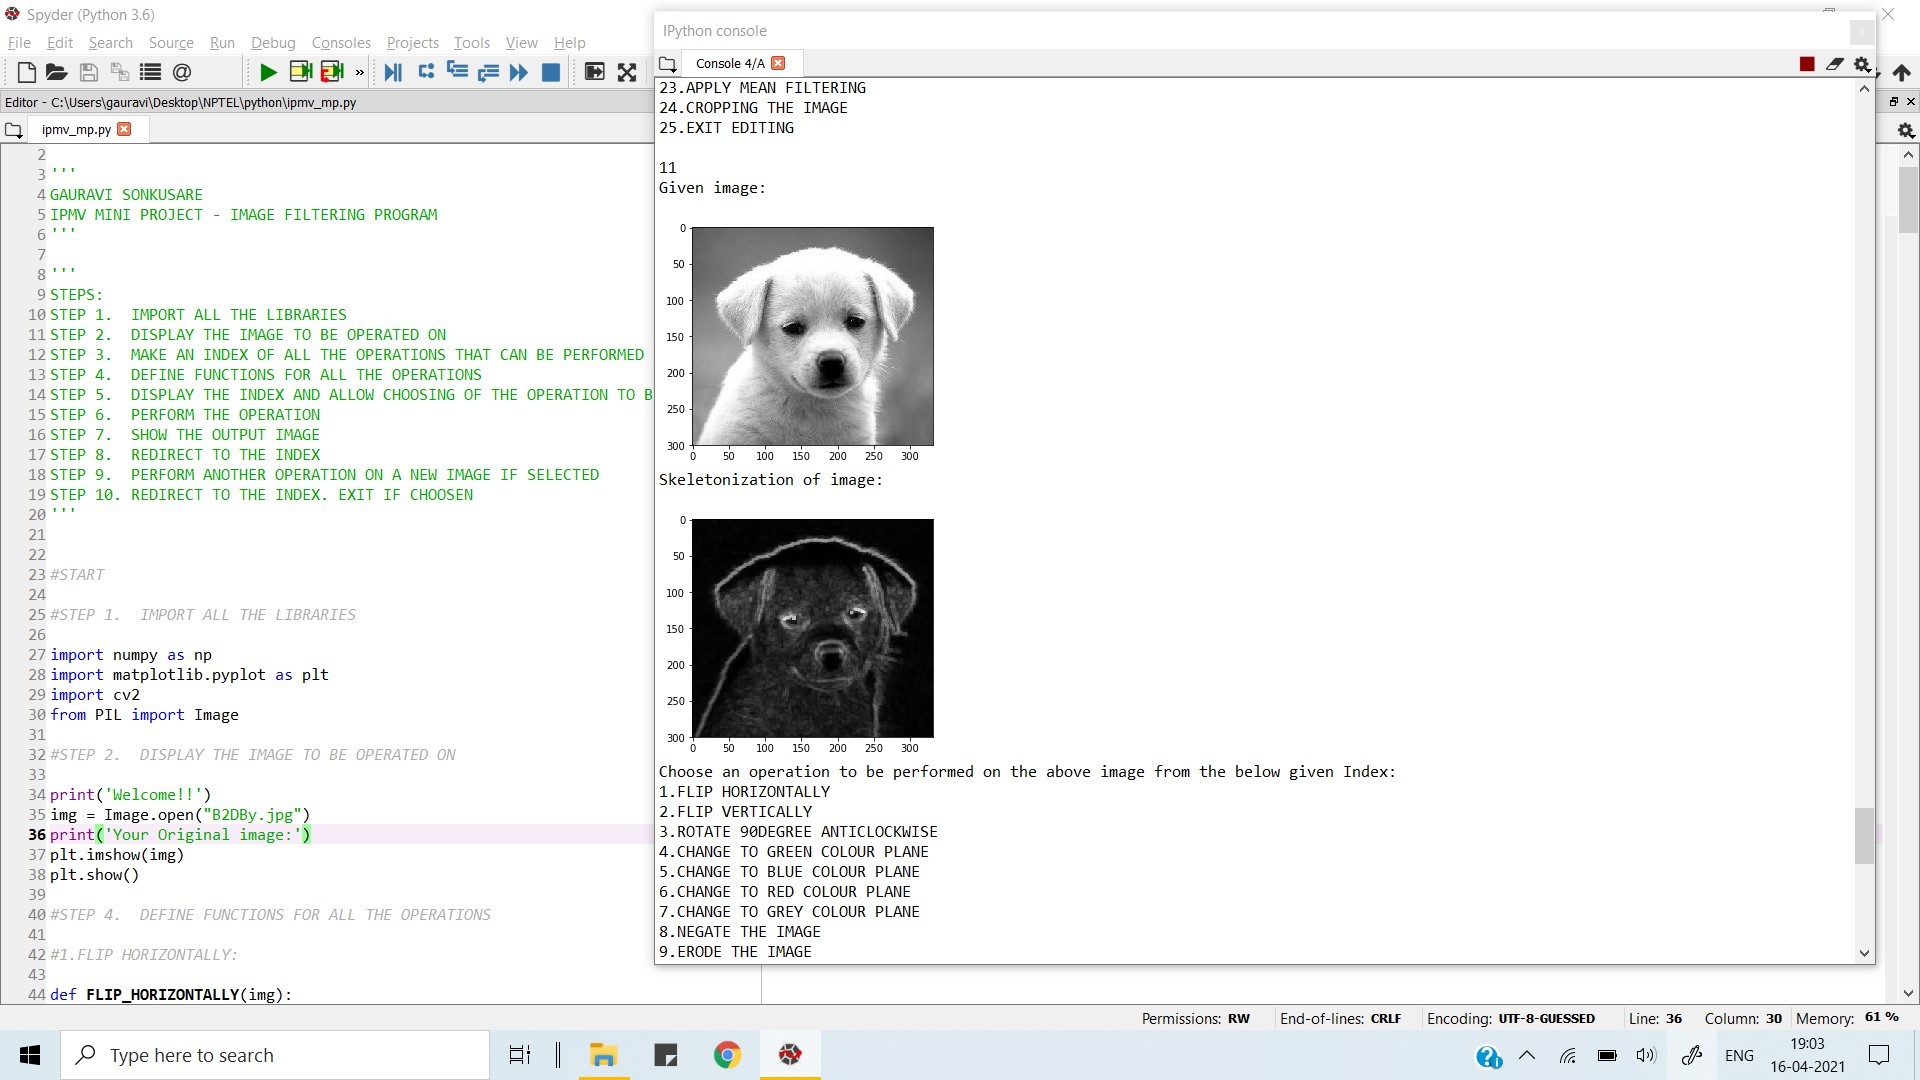 Spyder (Python 3.6)
File Edit Search Source Run Debug Consoles Projects Tools View Help
Editor - C:\Users\gauravi\Desktop\NPTEL\python\ipmv_mp.py
ipmv_mp.py
2
3 '''
4 GAURAVI SONKUSARE
5 IPMV MINI PROJECT - IMAGE FILTERING PROGRAM
6 '''
7
8 '''
9 STEPS:
10 STEP 1.  IMPORT ALL THE LIBRARIES
11 STEP 2.  DISPLAY THE IMAGE TO BE OPERATED ON
12 STEP 3.  MAKE AN INDEX OF ALL THE OPERATIONS THAT CAN BE PERFORMED
13 STEP 4.  DEFINE FUNCTIONS FOR ALL THE OPERATIONS
14 STEP 5.  DISPLAY THE INDEX AND ALLOW CHOOSING OF THE OPERATION TO B
15 STEP 6.  PERFORM THE OPERATION
16 STEP 7.  SHOW THE OUTPUT IMAGE
17 STEP 8.  REDIRECT TO THE INDEX
18 STEP 9.  PERFORM ANOTHER OPERATION ON A NEW IMAGE IF SELECTED
19 STEP 10. REDIRECT TO THE INDEX. EXIT IF CHOOSEN
20 '''
21
22
23 #START
24
25 #STEP 1.  IMPORT ALL THE LIBRARIES
26
27 import numpy as np
28 import matplotlib.pyplot as plt
29 import cv2
30 from PIL import Image
31
32 #STEP 2.  DISPLAY THE IMAGE TO BE OPERATED ON
33
34 print('Welcome!!')
35 img = Image.open("B2DBy.jpg")
36 print('Your Original image:')
37 plt.imshow(img)
38 plt.show()
39
40 #STEP 4.  DEFINE FUNCTIONS FOR ALL THE OPERATIONS
41
42 #1.FLIP HORIZONTALLY:
43
44 def FLIP_HORIZONTALLY(img):
IPython console
Console 4/A
23.APPLY MEAN FILTERING
24.CROPPING THE IMAGE
25.EXIT EDITING
11
Given image:
0
50
100
150
200
250
300
0 50 100 150 200 250 300
Skeletonization of image:
0
50
100
150
200
250
300
0 50 100 150 200 250 300
Choose an operation to be performed on the above image from the below given Index:
1.FLIP HORIZONTALLY
2.FLIP VERTICALLY
3.ROTATE 90DEGREE ANTICLOCKWISE
4.CHANGE TO GREEN COLOUR PLANE
5.CHANGE TO BLUE COLOUR PLANE
6.CHANGE TO RED COLOUR PLANE
7.CHANGE TO GREY COLOUR PLANE
8.NEGATE THE IMAGE
9.ERODE THE IMAGE
Permissions: RW End-of-lines: CRLF Encoding: UTF-8-GUESSED Line: 36 Column: 30 Memory: 61 %
Type here to search
ENG
19:03
16-04-2021